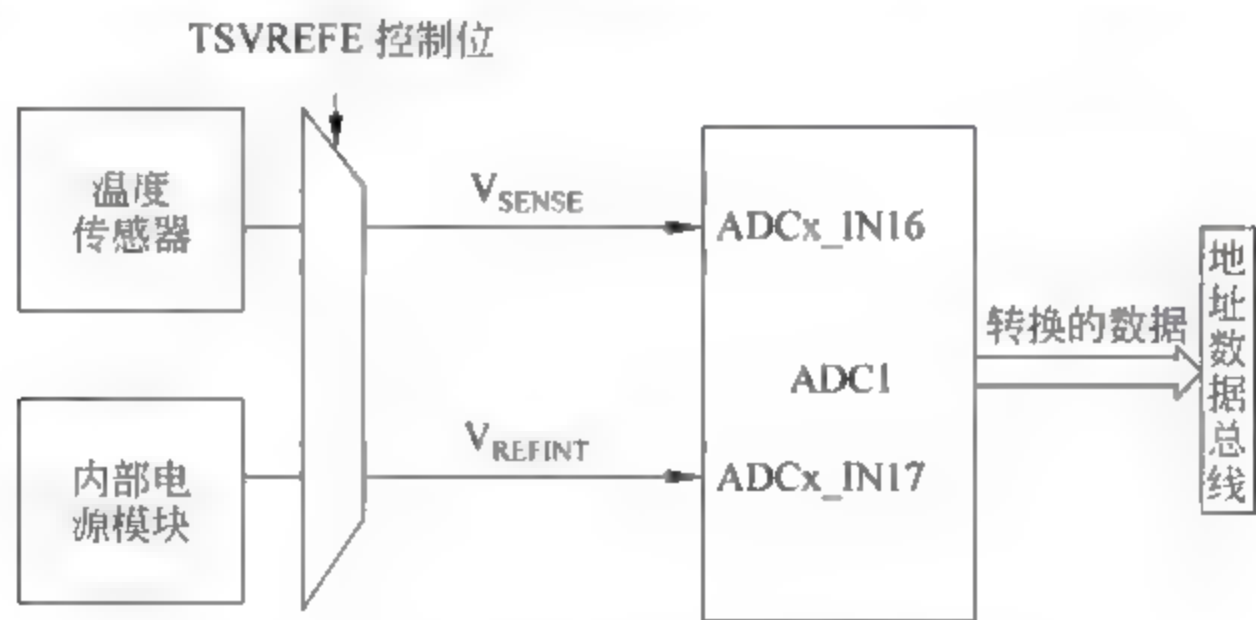 TSVREFE 控制位
温度
传感器
V_SENSE
ADCx_IN16
转换的数据
地址数据总线
ADC1
V_REFINT
ADCx_IN17
内部电
源模块